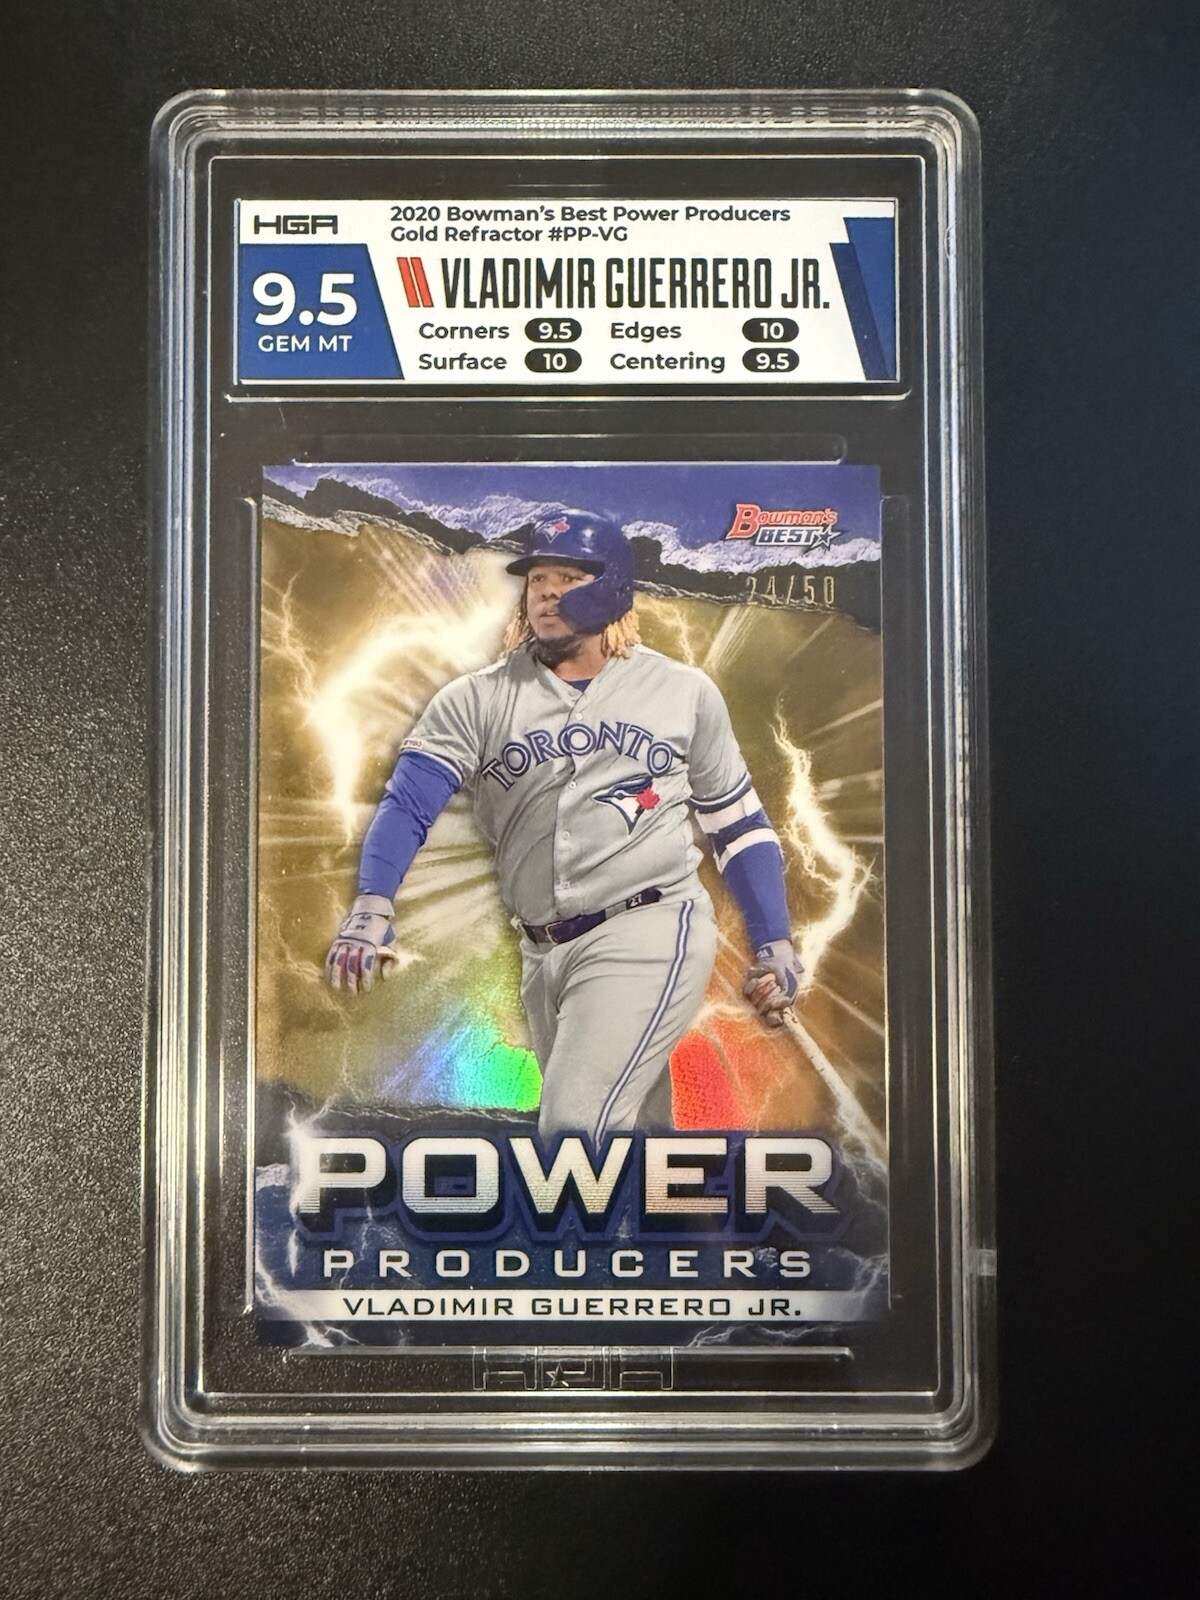 HGA
2020 Bowman's Best Power Producers
Gold Refractor #PP-VG
9.5
GEM MT
VLADIMIR GUERRERO JR.
Corners 9.5 Edges 10
Surface 10 Centering 9.5
Bowman's
BEST
24/50
TORONTO
27
POWER
PRODUCERS
VLADIMIR GUERRERO JR.
HGA